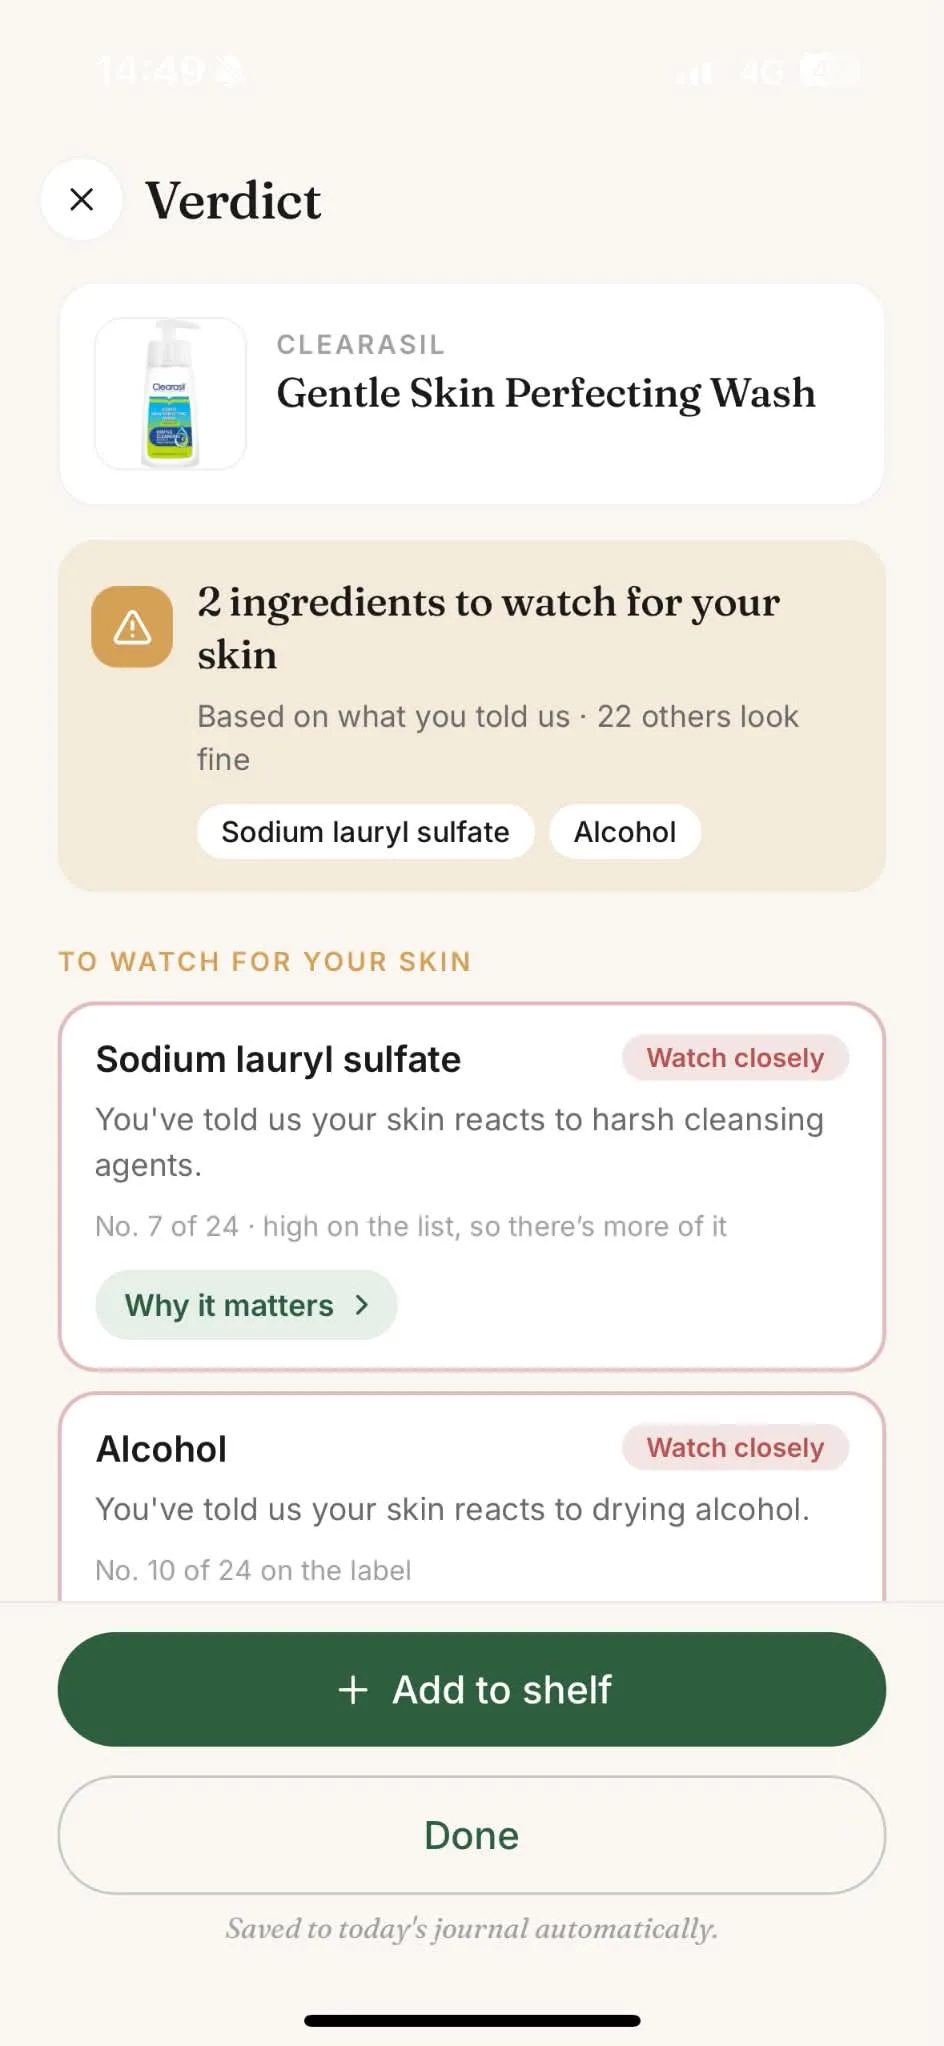 14:49
4G
Verdict
CLEARASIL
Gentle Skin Perfecting Wash
Clearasil
2 ingredients to watch for your
skin
Based on what you told us · 22 others look
fine
Sodium lauryl sulfate
Alcohol
TO WATCH FOR YOUR SKIN
Sodium lauryl sulfate
Watch closely
You've told us your skin reacts to harsh cleansing
agents.
No. 7 of 24 · high on the list, so there’s more of it
Why it matters
Alcohol
Watch closely
You've told us your skin reacts to drying alcohol.
No. 10 of 24 on the label
+ Add to shelf
Done
Saved to today's journal automatically.